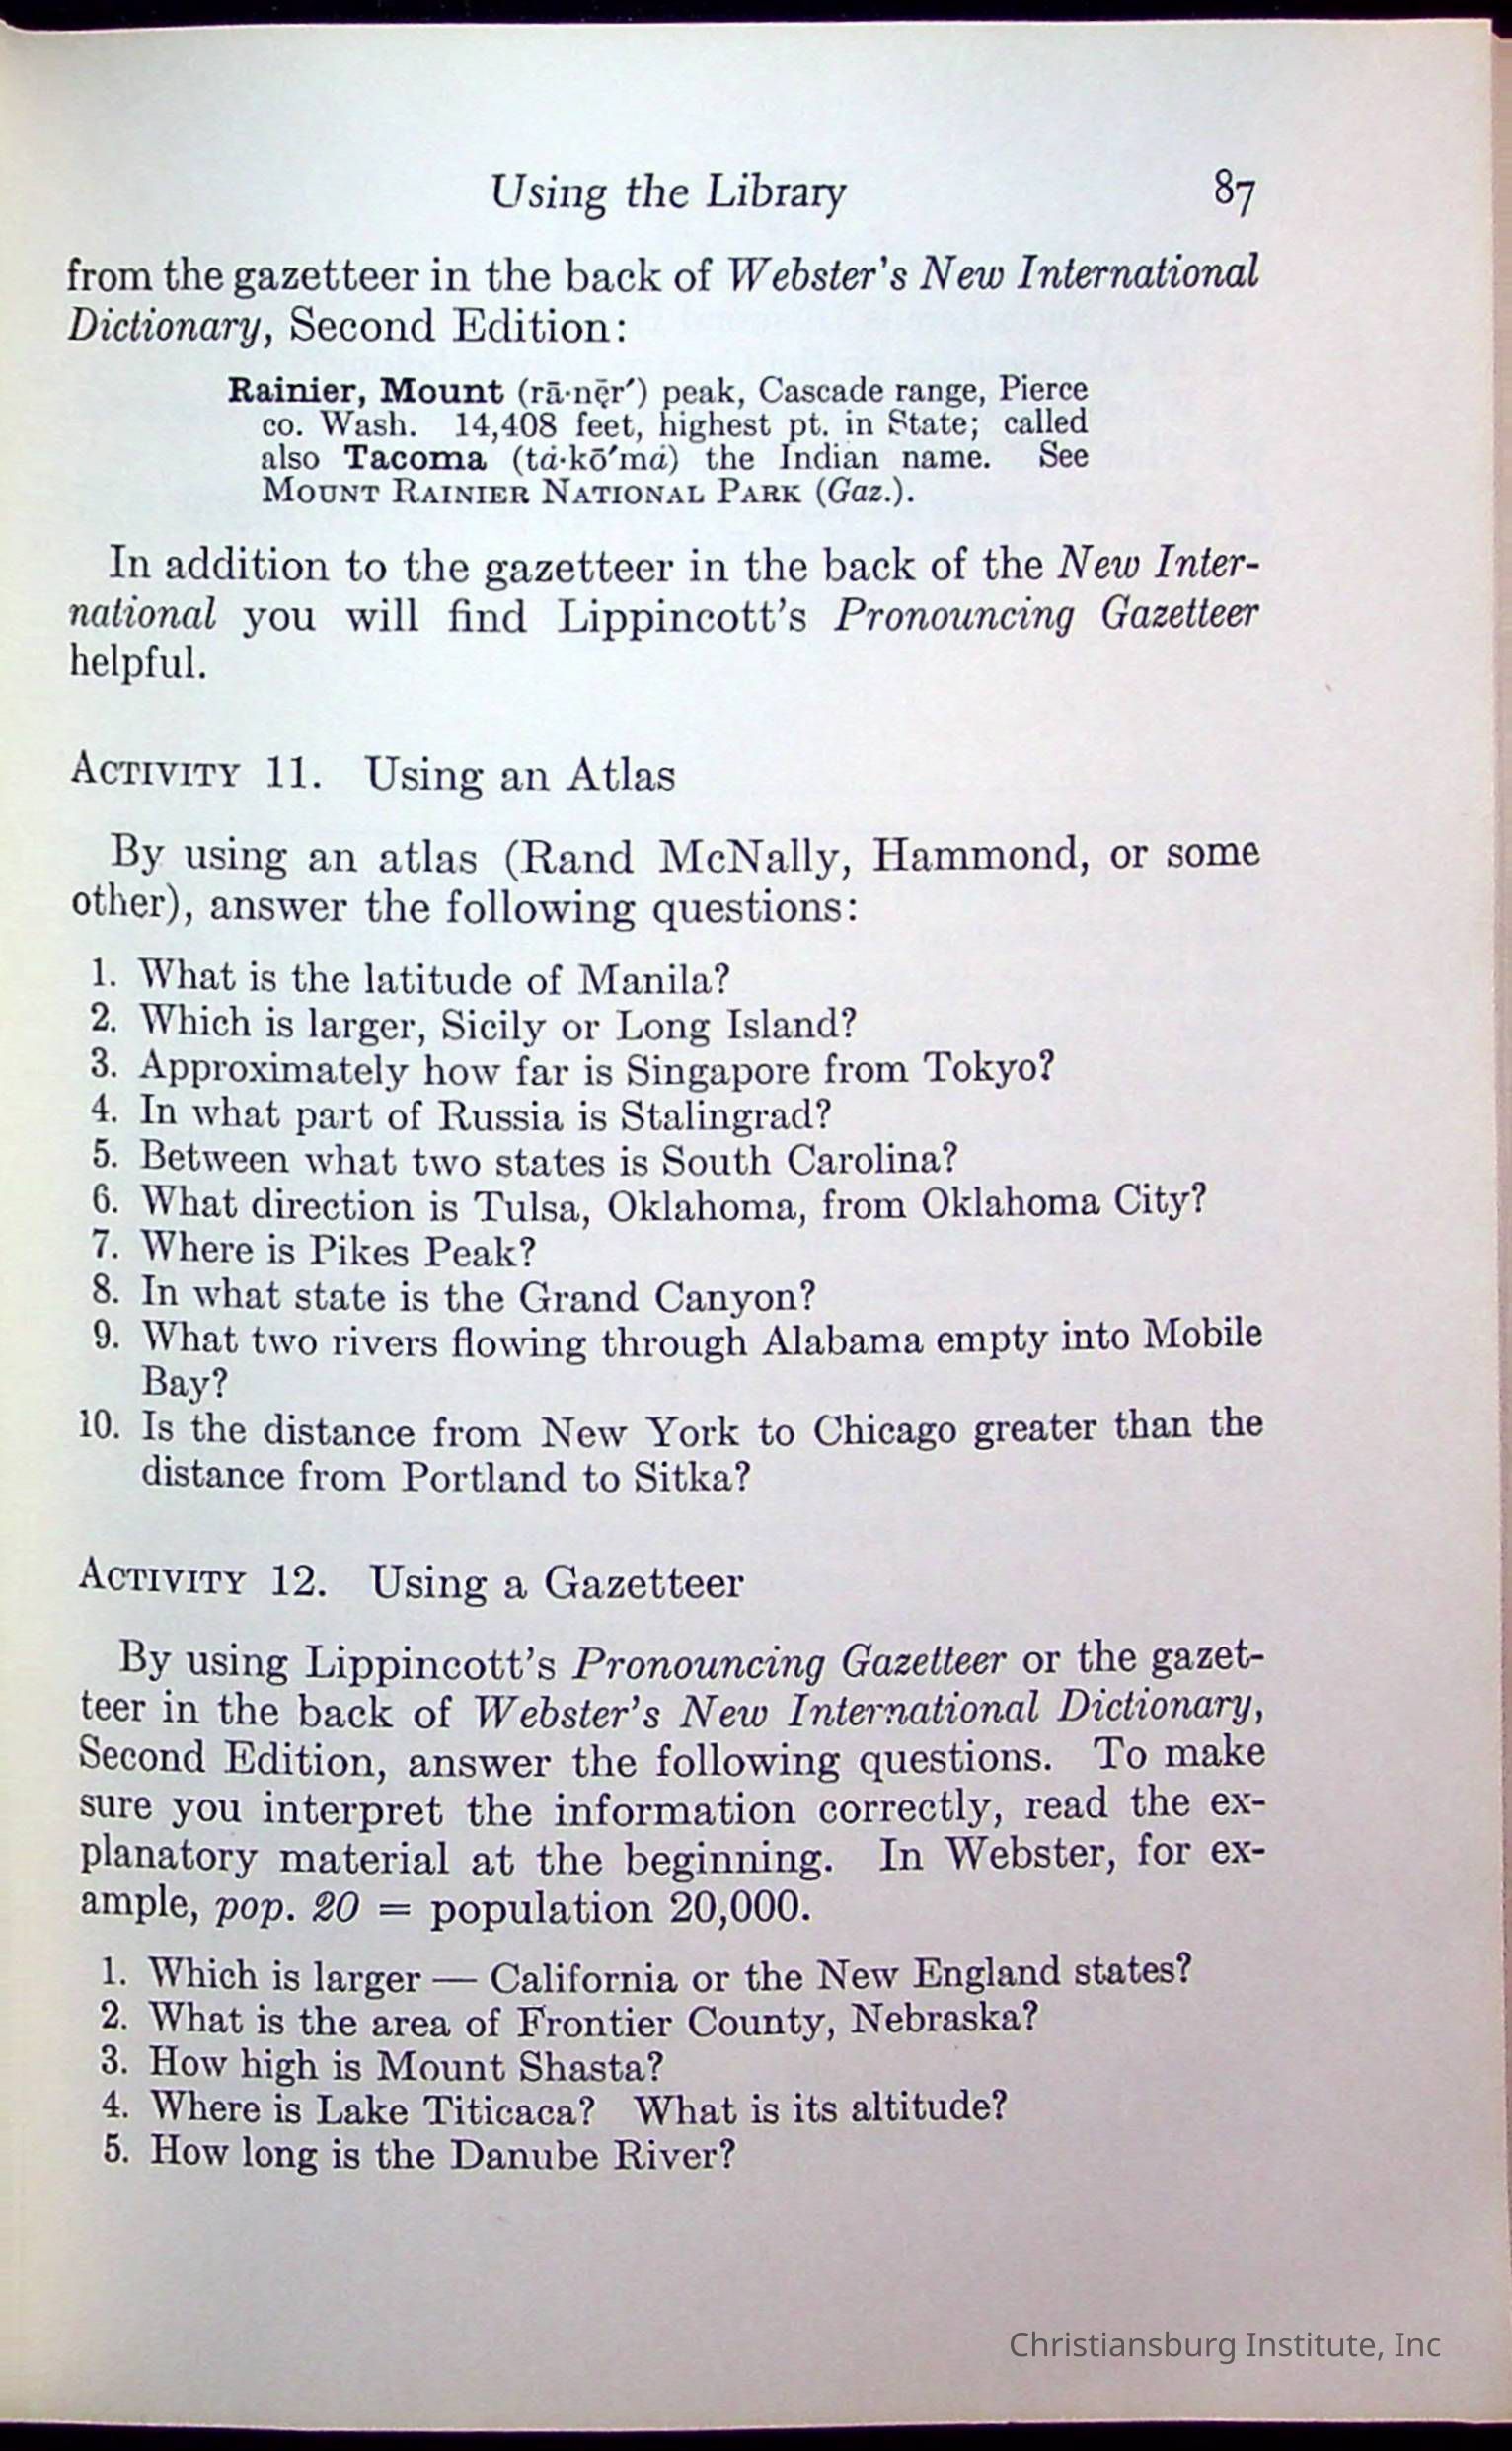 Using the Library 87
from the gazetteer in the back of Webster's New International
Dictionary, Second Edition:
Rainier, Mount (rā·nẹ̄r′) peak, Cascade range, Pierce
co. Wash. 14,408 feet, highest pt. in State; called
also Tacoma (tȧ·kō′mȧ) the Indian name. See
MOUNT RAINIER NATIONAL PARK (Gaz.).
In addition to the gazetteer in the back of the New Inter-
national you will find Lippincott's Pronouncing Gazetteer
helpful.
ACTIVITY 11. Using an Atlas
By using an atlas (Rand McNally, Hammond, or some
other), answer the following questions:
1. What is the latitude of Manila?
2. Which is larger, Sicily or Long Island?
3. Approximately how far is Singapore from Tokyo?
4. In what part of Russia is Stalingrad?
5. Between what two states is South Carolina?
6. What direction is Tulsa, Oklahoma, from Oklahoma City?
7. Where is Pikes Peak?
8. In what state is the Grand Canyon?
9. What two rivers flowing through Alabama empty into Mobile
Bay?
10. Is the distance from New York to Chicago greater than the
distance from Portland to Sitka?
ACTIVITY 12. Using a Gazetteer
By using Lippincott's Pronouncing Gazetteer or the gazet-
teer in the back of Webster's New International Dictionary,
Second Edition, answer the following questions. To make
sure you interpret the information correctly, read the ex-
planatory material at the beginning. In Webster, for ex-
ample, pop. 20 = population 20,000.
1. Which is larger — California or the New England states?
2. What is the area of Frontier County, Nebraska?
3. How high is Mount Shasta?
4. Where is Lake Titicaca? What is its altitude?
5. How long is the Danube River?
Christiansburg Institute, Inc